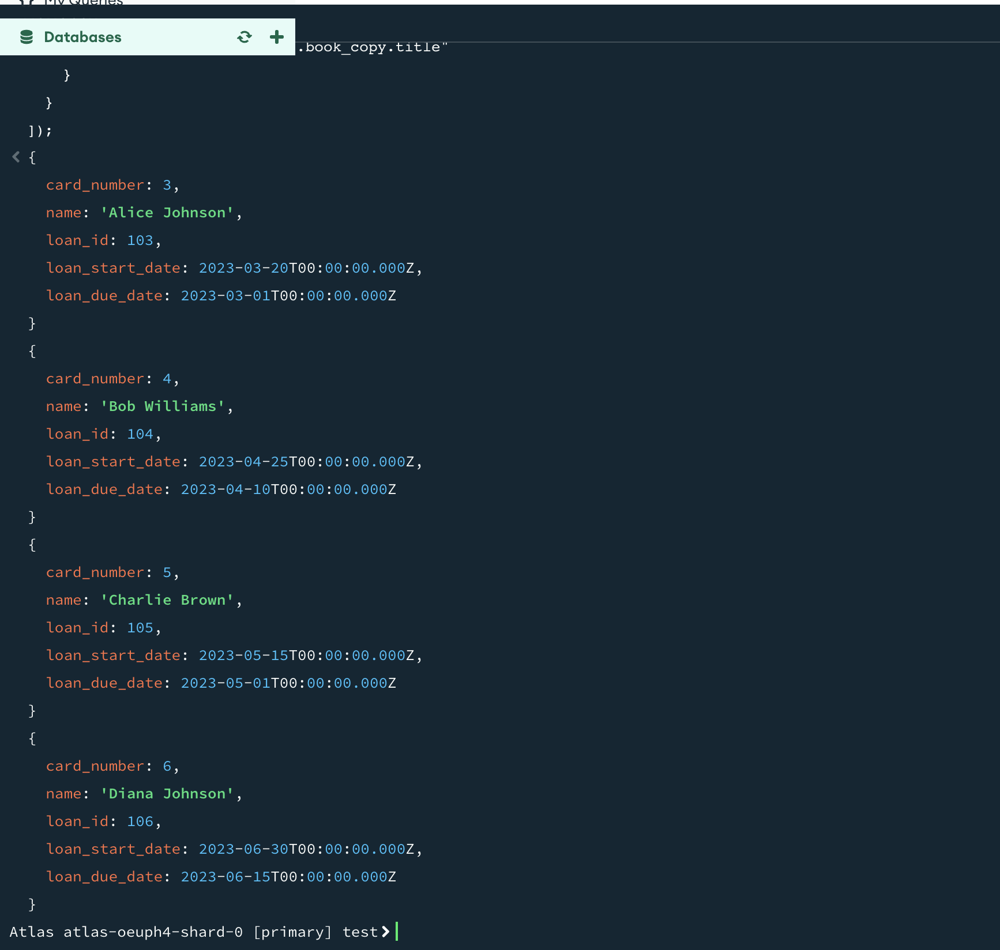 My Queries
Databases
.book_copy.title"
}
}
]);
{
card_number: 3,
name: 'Alice Johnson',
loan_id: 103,
loan_start_date: 2023-03-20T00:00:00.000Z,
loan_due_date: 2023-03-01T00:00:00.000Z
}
{
card_number: 4,
name: 'Bob Williams',
loan_id: 104,
loan_start_date: 2023-04-25T00:00:00.000Z,
loan_due_date: 2023-04-10T00:00:00.000Z
}
{
card_number: 5,
name: 'Charlie Brown',
loan_id: 105,
loan_start_date: 2023-05-15T00:00:00.000Z,
loan_due_date: 2023-05-01T00:00:00.000Z
}
{
card_number: 6,
name: 'Diana Johnson',
loan_id: 106,
loan_start_date: 2023-06-30T00:00:00.000Z,
loan_due_date: 2023-06-15T00:00:00.000Z
}
Atlas atlas-oeuph4-shard-0 [primary] test>